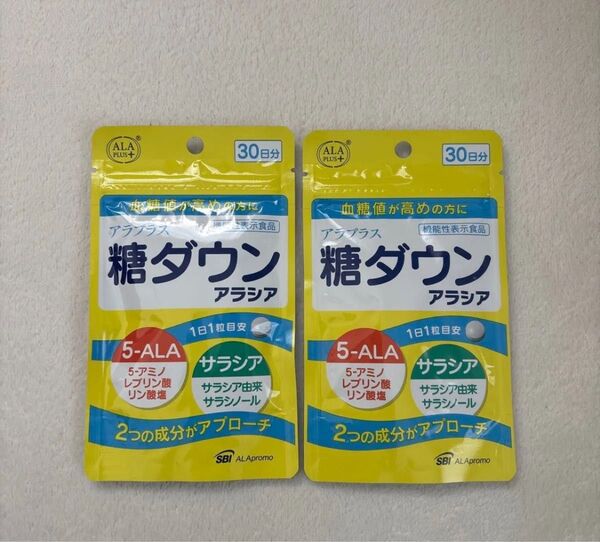 ALA
PLUS+
30日分
血糖値が高めの方に
アラプラス
機能性表示食品
糖ダウン
アラシア
1日1粒目安
5-ALA
5-アミノ
レブリン酸
リン酸塩
サラシア
サラシア由来
サラシノール
2つの成分がアプローチ
SBI ALApromo
ALA
PLUS+
30日分
血糖値が高めの方に
アラプラス
機能性表示食品
糖ダウン
アラシア
1日1粒目安
5-ALA
5-アミノ
レブリン酸
リン酸塩
サラシア
サラシア由来
サラシノール
2つの成分がアプローチ
SBI ALApromo